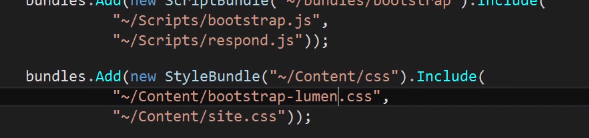 bundles.Add(new ScriptBundle("~/bundles/bootstrap").Include(
"~/Scripts/bootstrap.js",
"~/Scripts/respond.js"));
bundles.Add(new StyleBundle("~/Content/css").Include(
"~/Content/bootstrap-lumen.css",
"~/Content/site.css"));